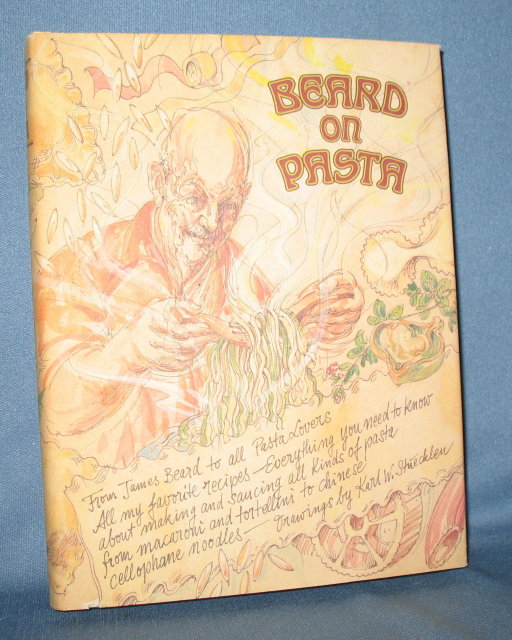 BEARD
ON
PASTA
From James Beard to all Pasta Lovers
All my favorite recipes—Everything you need to know
about making and saucing all kinds of pasta
from macaroni and tortellini to chinese
cellophane noodles—
Drawings by Karl W. Stuecklen